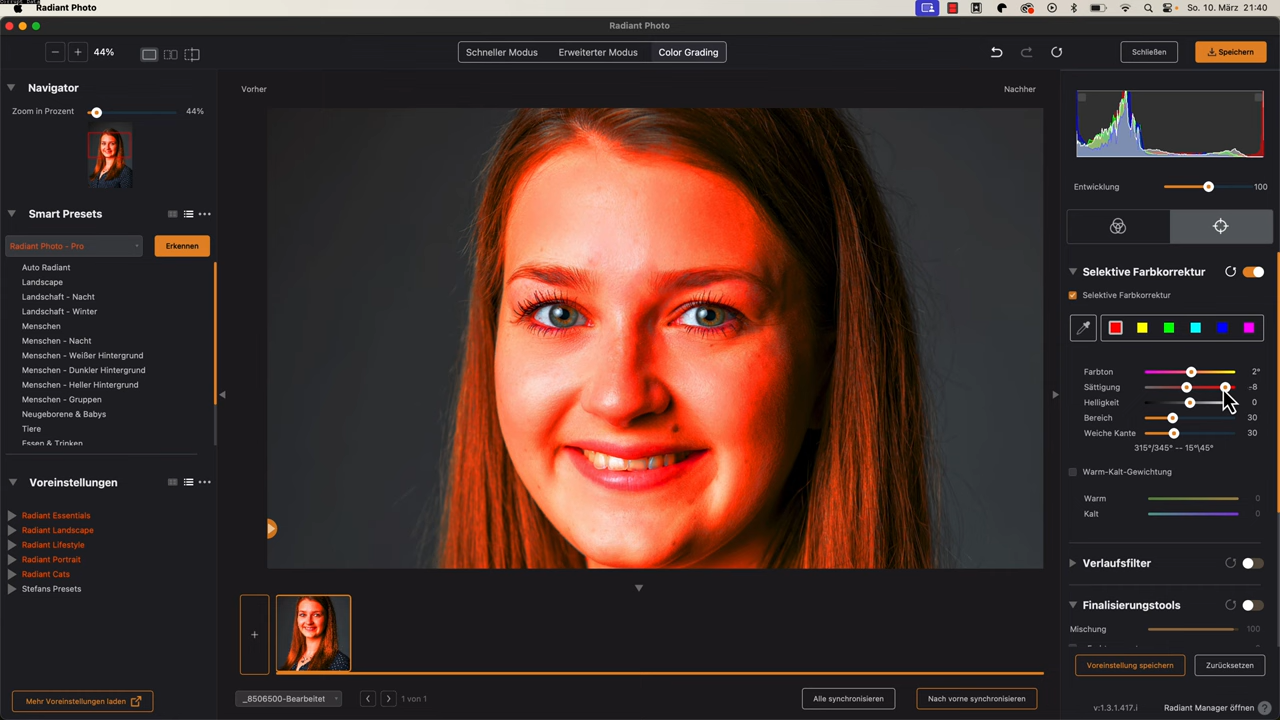 Radiant Photo
So. 10. März 21:40
Radiant Photo
44%
Schneller Modus
Erweiterter Modus
Color Grading
Schließen
Speichern
Navigator
Zoom in Prozent
44%
Smart Presets
Radiant Photo - Pro
Erkennen
Auto Radiant
Landscape
Landschaft - Nacht
Landschaft - Winter
Menschen
Menschen - Nacht
Menschen - Weißer Hintergrund
Menschen - Dunkler Hintergrund
Menschen - Heller Hintergrund
Menschen - Gruppen
Neugeborene & Babys
Tiere
Essen & Trinken
Voreinstellungen
Radiant Essentials
Radiant Landscape
Radiant Lifestyle
Radiant Portrait
Radiant Cats
Stefans Presets
Mehr Voreinstellungen laden
Vorher
Nachher
_8506500-Bearbeitet
1 von 1
Alle synchronisieren
Nach vorne synchronisieren
Entwicklung 100
Selektive Farbkorrektur
Selektive Farbkorrektur
Farbton 2°
Sättigung -8
Helligkeit 0
Bereich 30
Weiche Kante 30
315°/345° -- 15°\45°
Warm-Kalt-Gewichtung
Warm 0
Kalt 0
Verlaufsfilter
Finalisierungstools
Mischung 100
Voreinstellung speichern
Zurücksetzen
v:1.3.1.417.i
Radiant Manager öffnen